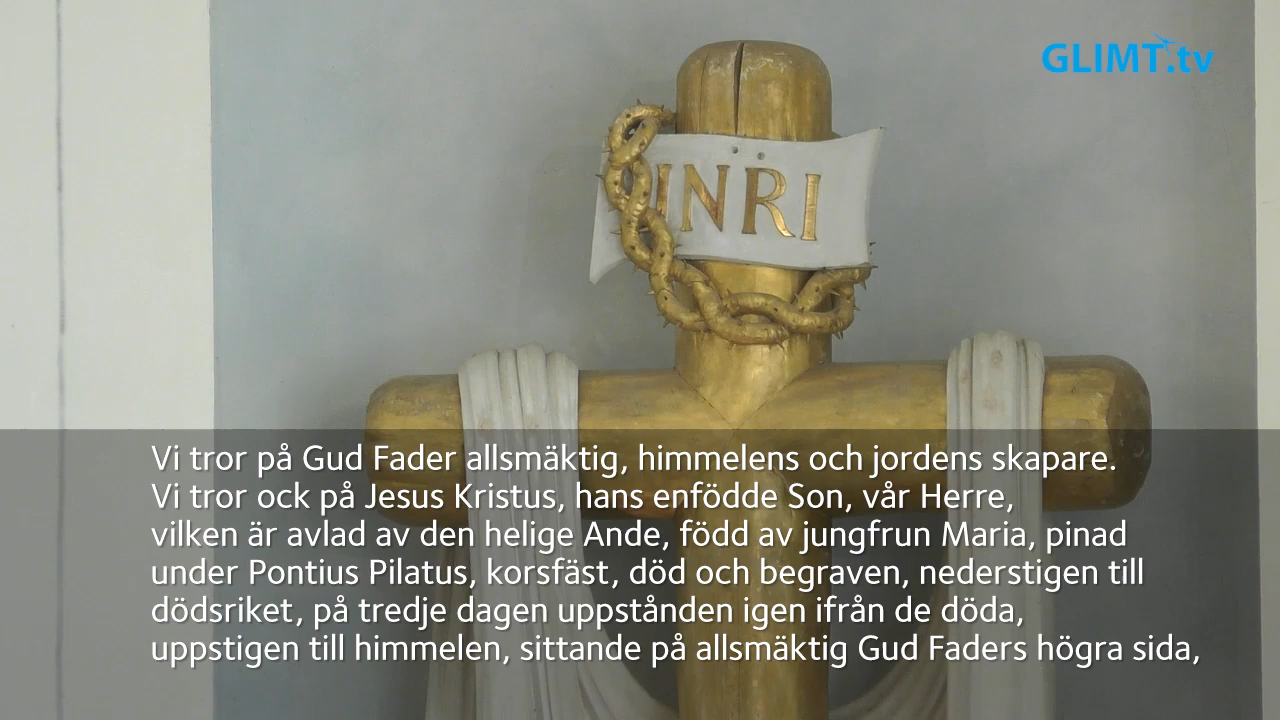 GLIMT.tv
INRI
Vi tror på Gud Fader allsmäktig, himmelens och jordens skapare.
Vi tror ock på Jesus Kristus, hans enfödde Son, vår Herre,
vilken är avlad av den helige Ande, född av jungfrun Maria, pinad
under Pontius Pilatus, korsfäst, död och begraven, nederstigen till
dödsriket, på tredje dagen uppstånden igen ifrån de döda,
uppstigen till himmelen, sittande på allsmäktig Gud Faders högra sida,